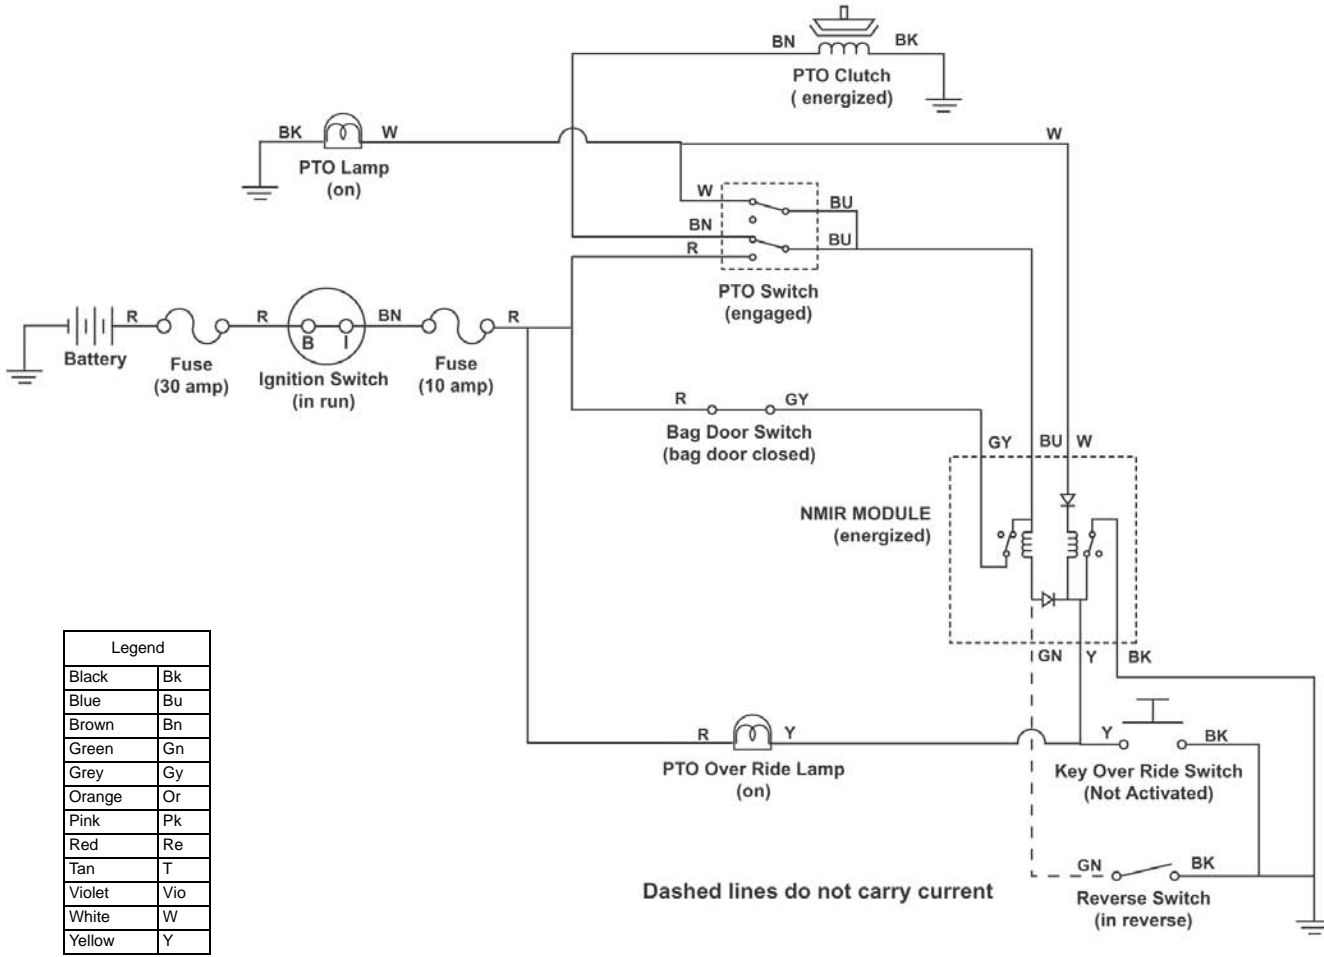 BN
BK
PTO Clutch
( energized)
BK
W
W
PTO Lamp
(on)
W
BU
BN
BU
R
PTO Switch
(engaged)
R
R
BN
R
B
I
Battery
Fuse
(30 amp)
Ignition Switch
(in run)
Fuse
(10 amp)
R
GY
Bag Door Switch
(bag door closed)
GY
BU
W
NMIR MODULE
(energized)
GN
Y
BK
R
Y
PTO Over Ride Lamp
(on)
Y
BK
Key Over Ride Switch
(Not Activated)
GN
BK
Reverse Switch
(in reverse)
Dashed lines do not carry current
Legend
Black Bk
Blue Bu
Brown Bn
Green Gn
Grey Gy
Orange Or
Pink Pk
Red Re
Tan T
Violet Vio
White W
Yellow Y